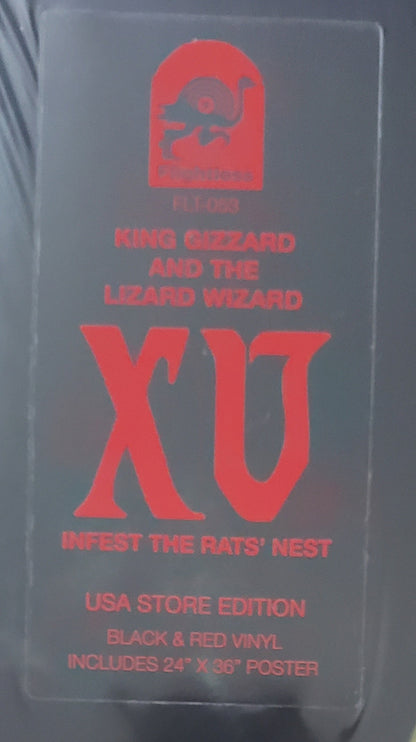 Flightless
FLT-053
KING GIZZARD
AND THE
LIZARD WIZARD
XV
INFEST THE RATS' NEST
USA STORE EDITION
BLACK & RED VINYL
INCLUDES 24" X 36" POSTER